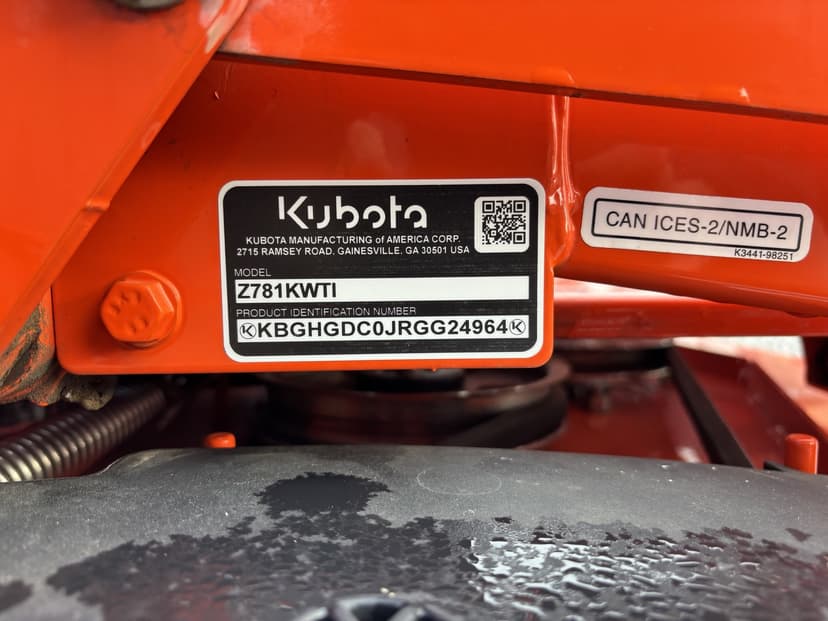 Kubota
KUBOTA MANUFACTURING of AMERICA CORP.
2715 RAMSEY ROAD, GAINESVILLE, GA 30501 USA
MODEL
Z781KWTI
PRODUCT IDENTIFICATION NUMBER
KBGHGDC0JRGG24964
CAN ICES-2/NMB-2
K3441-98251